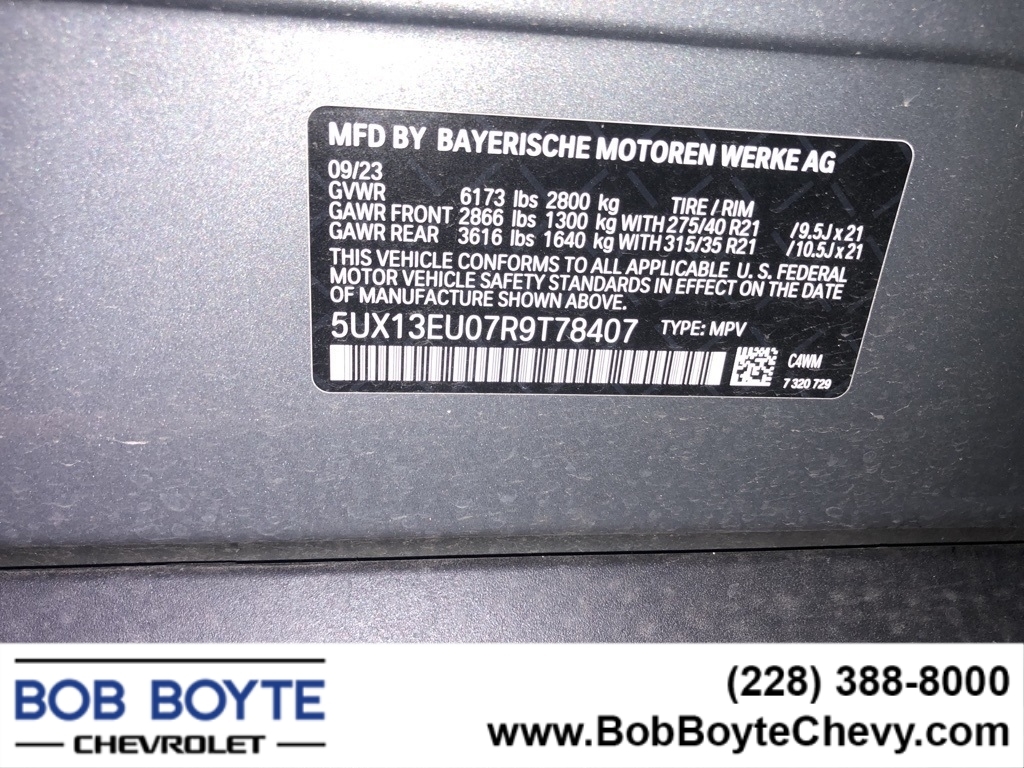 MFD BY BAYERISCHE MOTOREN WERKE AG
09/23
GVWR 6173 lbs 2800 kg TIRE / RIM
GAWR FRONT 2866 lbs 1300 kg WITH 275/40 R21 /9.5J x 21
GAWR REAR 3616 lbs 1640 kg WITH 315/35 R21 /10.5J x 21
THIS VEHICLE CONFORMS TO ALL APPLICABLE U. S. FEDERAL
MOTOR VEHICLE SAFETY STANDARDS IN EFFECT ON THE DATE
OF MANUFACTURE SHOWN ABOVE.
5UX13EU07R9T78407 TYPE: MPV
C4WM
7 320 729
BOB BOYTE
CHEVROLET
(228) 388-8000
www.BobBoyteChevy.com